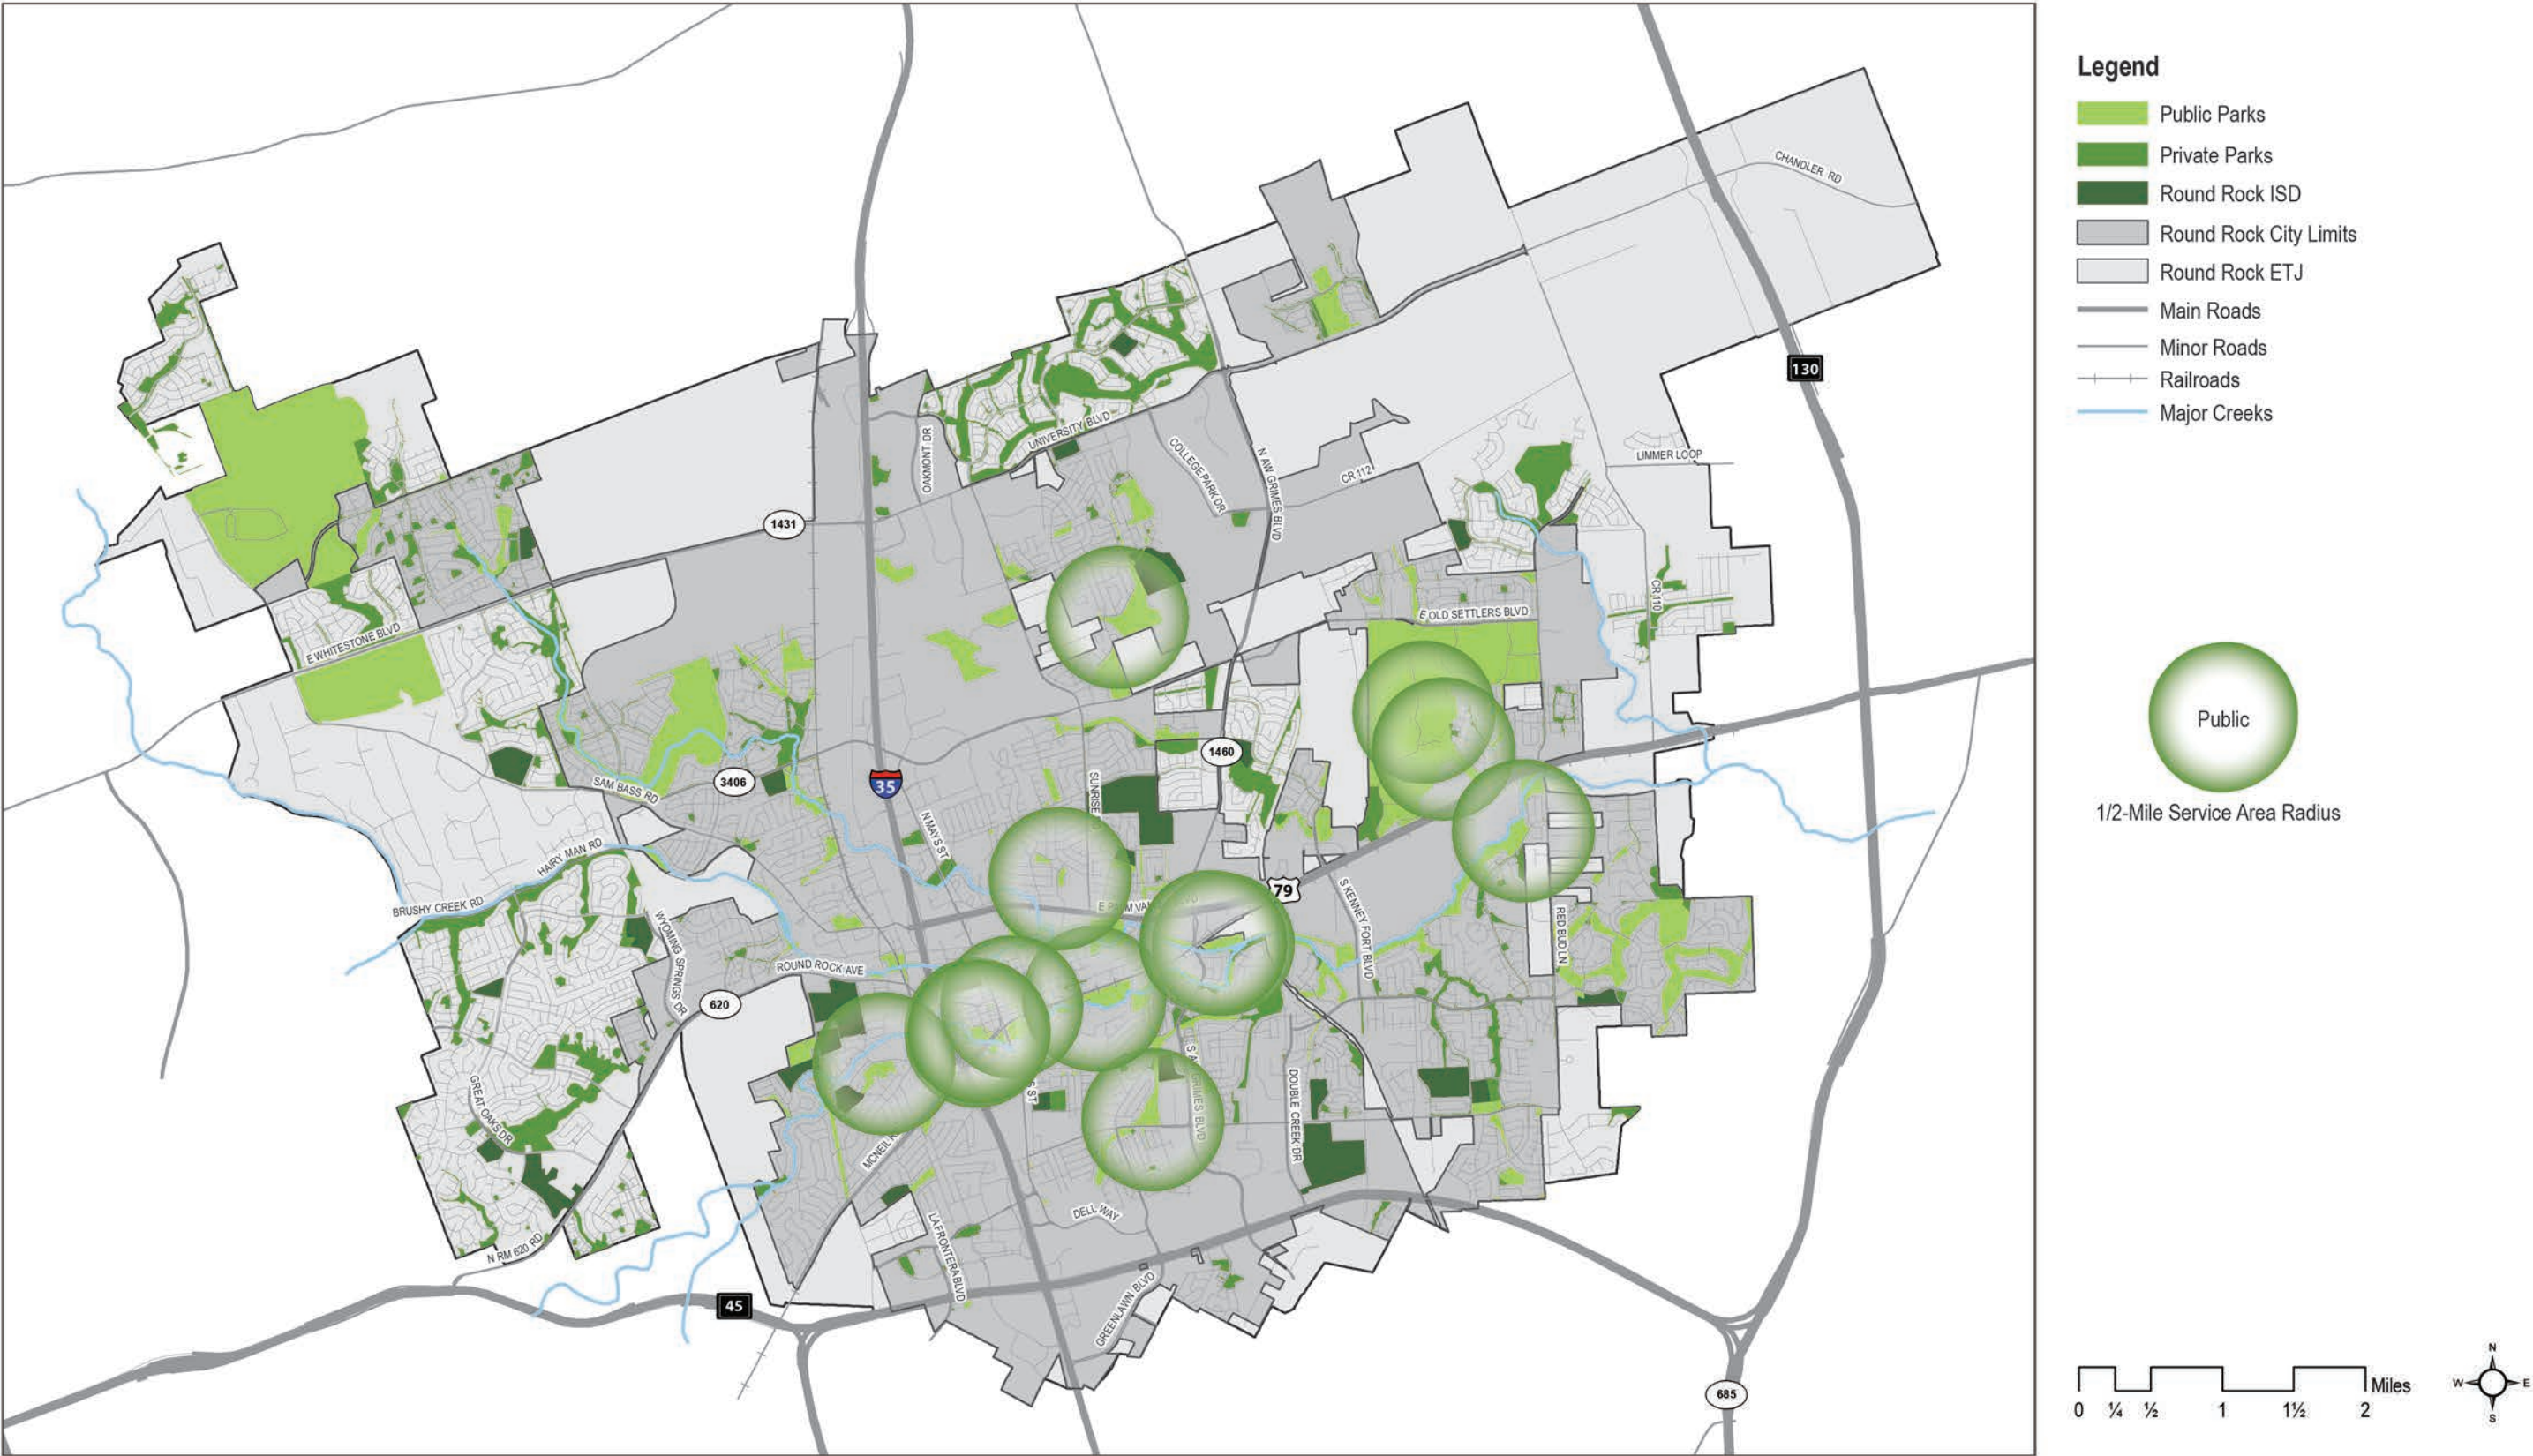 CHANDLER RD
130
UNIVERSITY BLVD
OAKMONT DR
COLLEGE PARK DR
N AW GRIMES BLVD
CR 112
LIMMER LOOP
1431
CR 110
E OLD SETTLERS BLVD
E WHITESTONE BLVD
SAM BASS RD
3406
35
SUNRISE
1460
N MAYS ST
HAIRY MAN RD
BRUSHY CREEK RD
79
WYOMING SPRINGS DR
ROUND ROCK AVE
620
S KENNEY FORT BLVD
RED BUD LN
GREAT OAKS DR
DOUBLE CREEK DR
MCNEIL
DELL WAY
LA FRONTERA BLVD
N RM 620 RD
45
GREENLAWN BLVD
685
Legend
Public Parks
Private Parks
Round Rock ISD
Round Rock City Limits
Round Rock ETJ
Main Roads
Minor Roads
Railroads
Major Creeks
Public
1/2-Mile Service Area Radius
Miles
0 ¼ ½ 1 1½ 2
N
W E
S